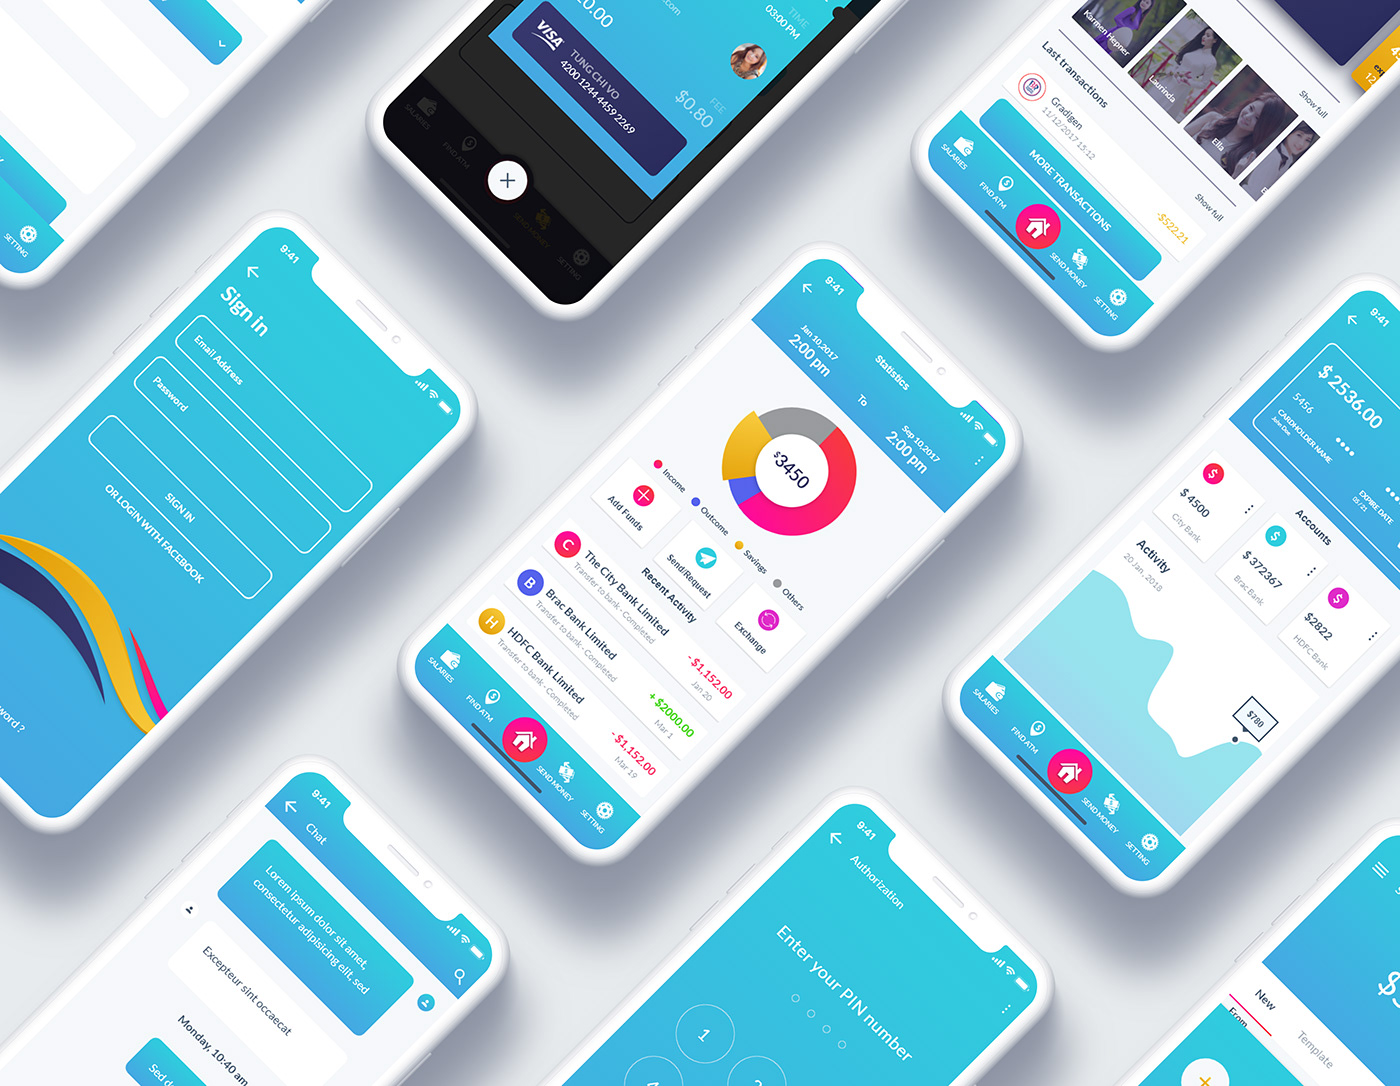 SETTING
20.00
.com
TIME
03:00 PM
VISA
TUNG CHI VO
4200 1244 4459 2269
FEE
$0.80
SALARIES
FIND ATM
SEND MONEY
SETTING
Karmen Hepner
Laurinda
Ella
Show full
Last transactions
Gradigen
11/12/2017 15:12
-$522.21
Show full
MORE TRANSACTIONS
SALARIES
FIND ATM
SEND MONEY
SETTING
9:41
Sign in
Email Address
Password
SIGN IN
OR LOGIN WITH FACEBOOK
word ?
9:41
Statistics
Jan 10,2017
2:00 pm
To
Sep 10,2017
2:00 pm
$3450
Income
Outcome
Savings
Others
Add Funds
Send/Request
Exchange
Recent Activity
C
The City Bank Limited
Transfer to bank - Completed
- $1,152.00
Jan 20
B
Brac Bank Limited
Transfer to bank - Completed
+ $2000.00
Mar 1
H
HDFC Bank Limited
Transfer to bank - Completed
- $1,152.00
Mar 19
SALARIES
FIND ATM
SEND MONEY
SETTING
9:41
$ 2536.00
5456
CARDHOLDER NAME
John Doe
EXPIRE DATE
Accounts
$ 4500
City Bank
$ 372367
Brac Bank
$2822
HDFC Bank
Activity
20 Jan , 2018
$780
SALARIES
FIND ATM
SEND MONEY
SETTING
9:41
Chat
Lorem ipsum dolor sit amet,
consectetur adipisicing elit, sed
Excepteur sint occaecat
Monday, 10:40 am
Sed d
9:41
Authorization
Enter your PIN number
1
New
Template
From